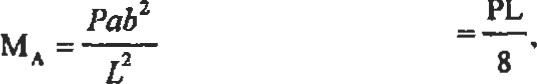 M_A = Pab²/L² = PL/8,